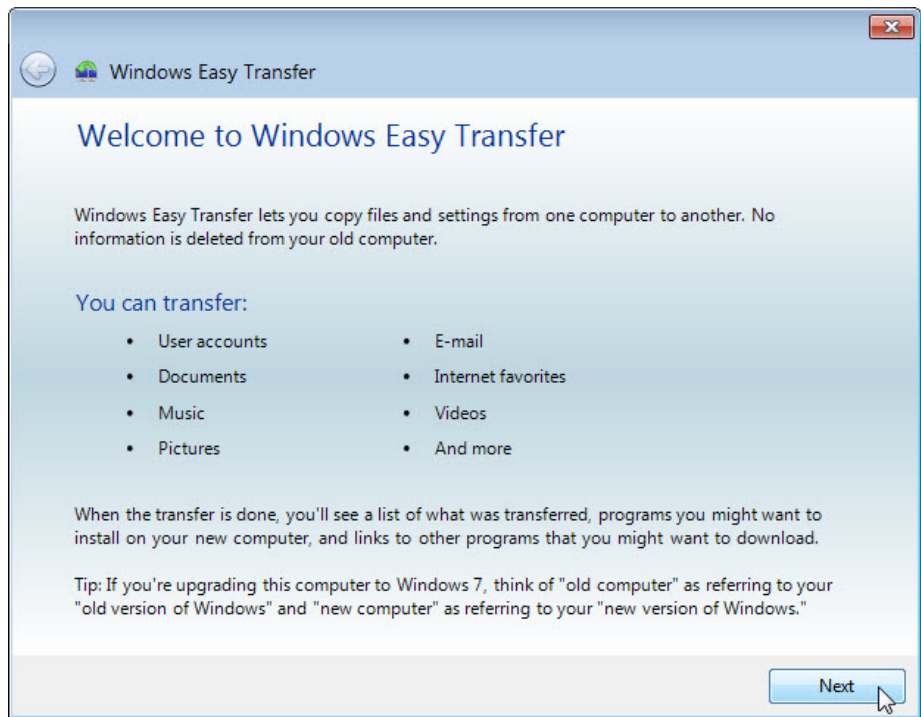 Windows Easy Transfer
Welcome to Windows Easy Transfer
Windows Easy Transfer lets you copy files and settings from one computer to another. No
information is deleted from your old computer.
You can transfer:
• User accounts
• Documents
• Music
• Pictures
• E-mail
• Internet favorites
• Videos
• And more
When the transfer is done, you'll see a list of what was transferred, programs you might want to
install on your new computer, and links to other programs that you might want to download.
Tip: If you're upgrading this computer to Windows 7, think of "old computer" as referring to your
"old version of Windows" and "new computer" as referring to your "new version of Windows."
Next